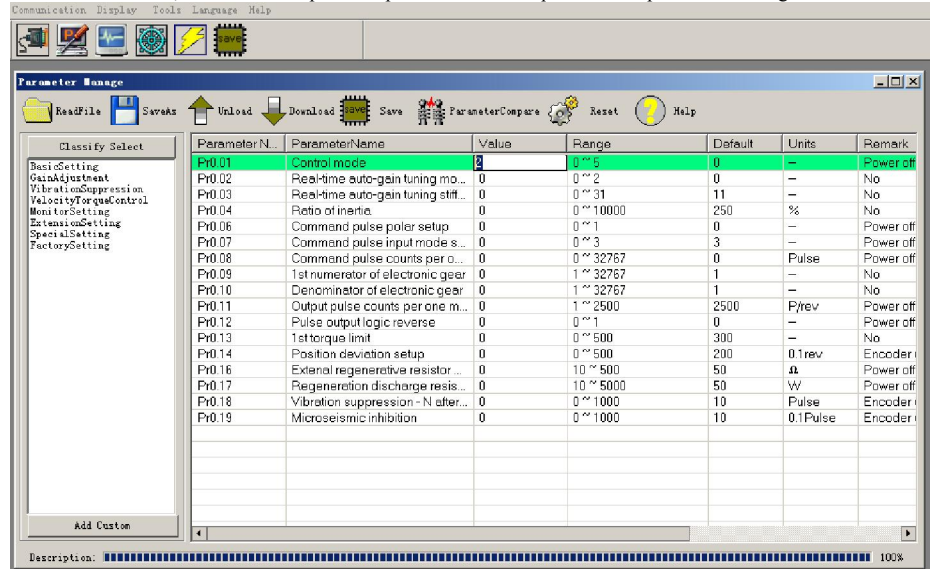 Communication Display Tools Language Help
save
Parameter Manage
ReadFile SaveAs Unload Download save Save ParameterCompare Reset Help
Classify Select
BasicSetting
GainAdjustment
VibrationSuppression
VelocityTorqueControl
MonitorSetting
ExtensionSetting
SpecialSetting
FactorySetting
Add Custom
Parameter N... ParameterName Value Range Default Units Remark
Pr0.01 Control mode 2 0 ~ 5 0 – Power off
Pr0.02 Real-time auto-gain tuning mo... 0 0 ~ 2 0 – No
Pr0.03 Real-time auto-gain tuning stiff... 0 0 ~ 31 11 – No
Pr0.04 Ratio of inertia 0 0 ~ 10000 250 % No
Pr0.06 Command pulse polar setup 0 0 ~ 1 0 – Power off
Pr0.07 Command pulse input mode s... 0 0 ~ 3 3 – Power off
Pr0.08 Command pulse counts per o... 0 0 ~ 32767 0 Pulse Power off
Pr0.09 1st numerator of electronic gear 0 1 ~ 32767 1 – No
Pr0.10 Denominator of electronic gear 0 1 ~ 32767 1 – No
Pr0.11 Output pulse counts per one m... 0 1 ~ 2500 2500 P/rev Power off
Pr0.12 Pulse output logic reverse 0 0 ~ 1 0 – Power off
Pr0.13 1st torque limit 0 0 ~ 500 300 – No
Pr0.14 Position deviation setup 0 0 ~ 500 200 0.1rev Encoder
Pr0.16 External regenerative resistor ... 0 10 ~ 500 50 Ω Power off
Pr0.17 Regeneration discharge resis... 0 10 ~ 5000 50 W Power off
Pr0.18 Vibration suppression - N after... 0 0 ~ 1000 10 Pulse Encoder
Pr0.19 Microseismic inhibition 0 0 ~ 1000 10 0.1Pulse Encoder
Description: 100%